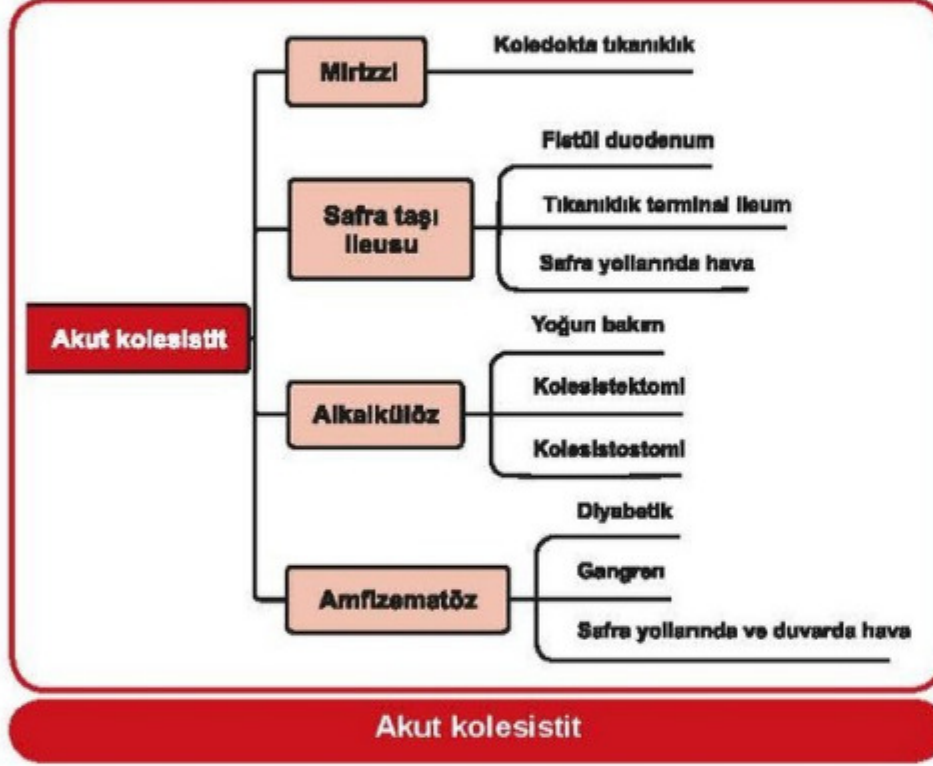 Akut kolesistit
Mirizzi
Koledokta tıkanıklık
Safra taşı
ileusu
Fistül duodenum
Tıkanıklık terminal ileum
Safra yollarında hava
Alkalkülöz
Yoğun bakım
Kolesistektomi
Kolesistostomi
Amfizematöz
Diyabetik
Gangren
Safra yollarında ve duvarda hava
Akut kolesistit